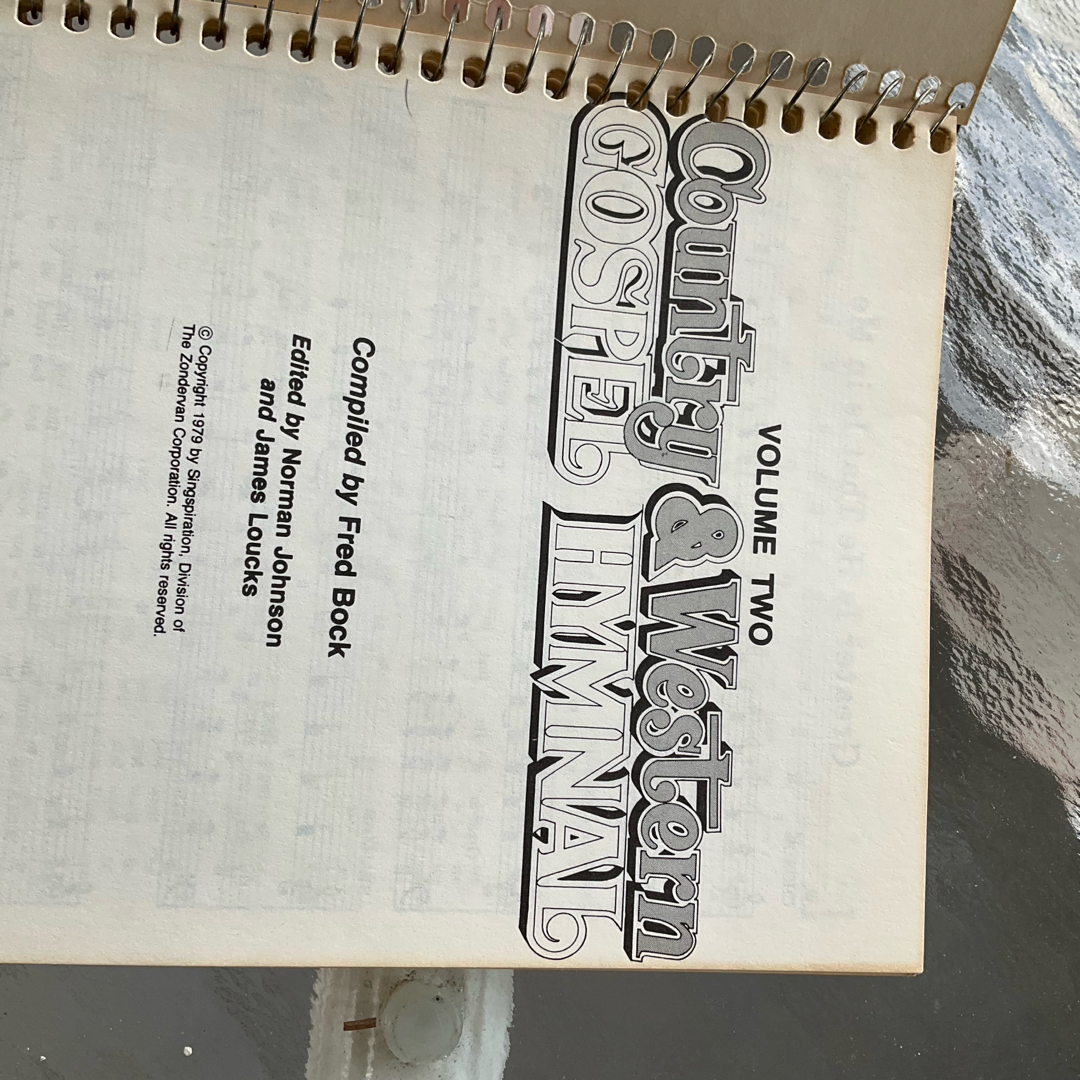 VOLUME TWO
Country & Western
GOSPEL HYMNAL
Compiled by Fred Bock
Edited by Norman Johnson
and James Loucks
© Copyright 1979 by Singspiration, Division of
The Zondervan Corporation. All rights reserved.